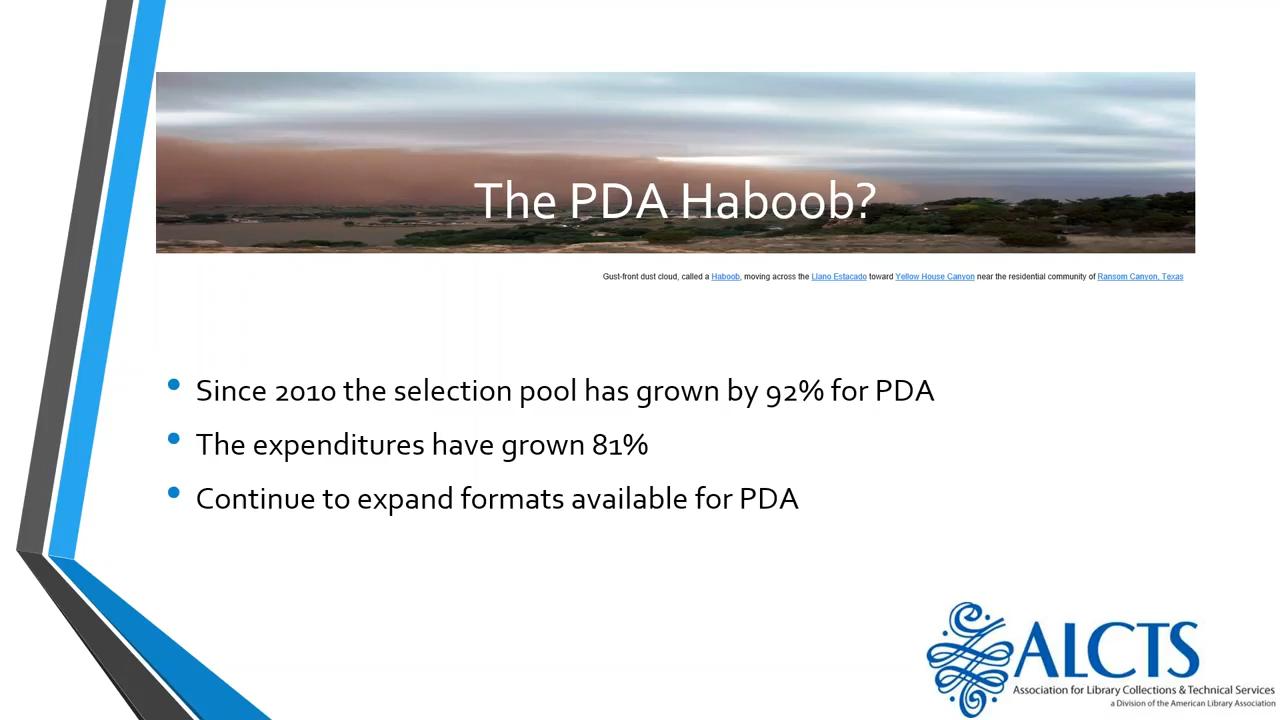 The PDA Haboob?
Gust-front dust cloud, called a Haboob, moving across the Llano Estacado toward Yellow House Canyon near the residential community of Ransom Canyon, Texas
Since 2010 the selection pool has grown by 92% for PDA
The expenditures have grown 81%
Continue to expand formats available for PDA
ALCTS
Association for Library Collections & Technical Services
a Division of the American Library Association